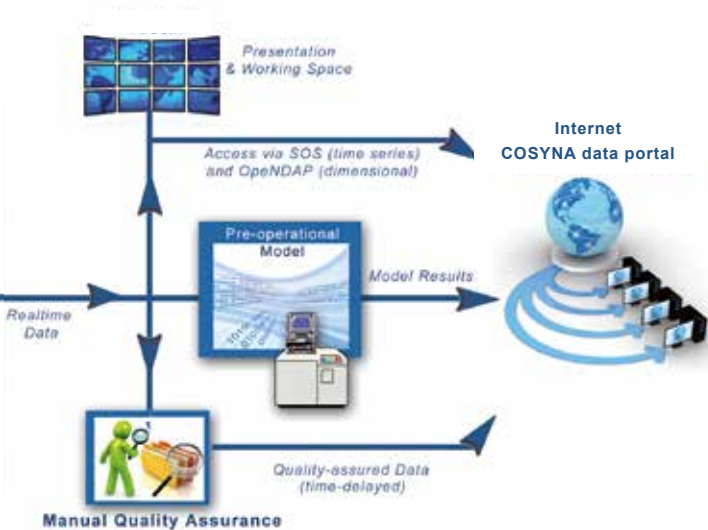 Presentation
& Working Space
Access via SOS (time series)
and OpeNDAP (dimensional)
Internet
COSYNA data portal
Pre-operational
Model
Model Results
Realtime
Data
Quality-assured Data
(time-delayed)
Manual Quality Assurance